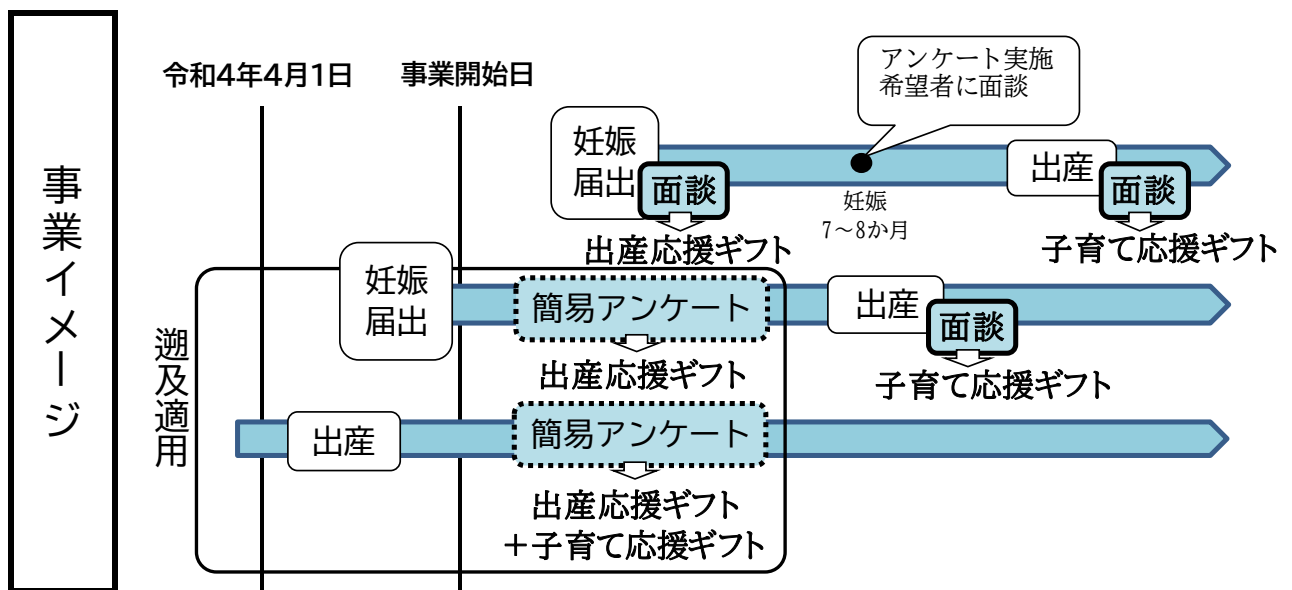 事業イメージ
令和4年4月1日
事業開始日
アンケート実施
希望者に面談
妊娠
届出
面談
出産応援ギフト
妊娠
7～8か月
出産
面談
子育て応援ギフト
遡及適用
妊娠
届出
簡易アンケート
出産応援ギフト
出産
面談
子育て応援ギフト
出産
簡易アンケート
出産応援ギフト
＋子育て応援ギフト